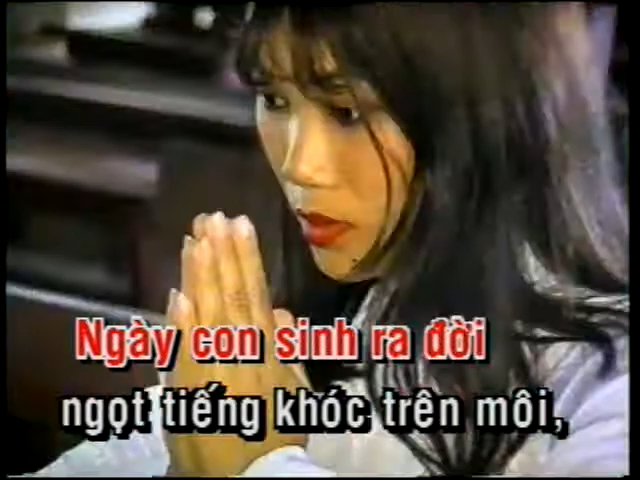 Ngày con sinh ra đời
ngọt tiếng khóc trên môi,